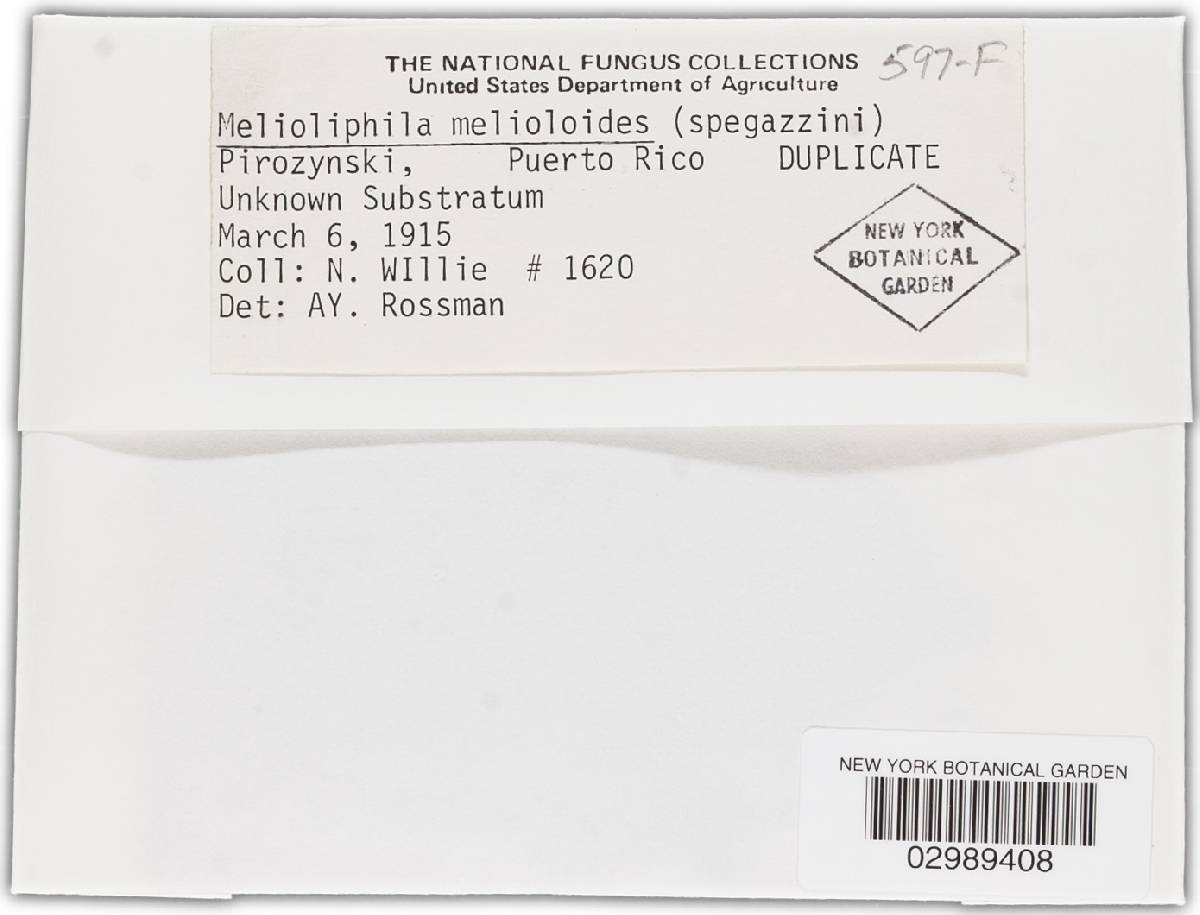 THE NATIONAL FUNGUS COLLECTIONS 597-F
United States Department of Agriculture
Melioliphila melioloides (spegazzini)
Pirozynski, Puerto Rico DUPLICATE
Unknown Substratum
March 6, 1915
Coll: N. WIllie # 1620
Det: AY. Rossman
NEW YORK
BOTANICAL
GARDEN
NEW YORK BOTANICAL GARDEN
02989408